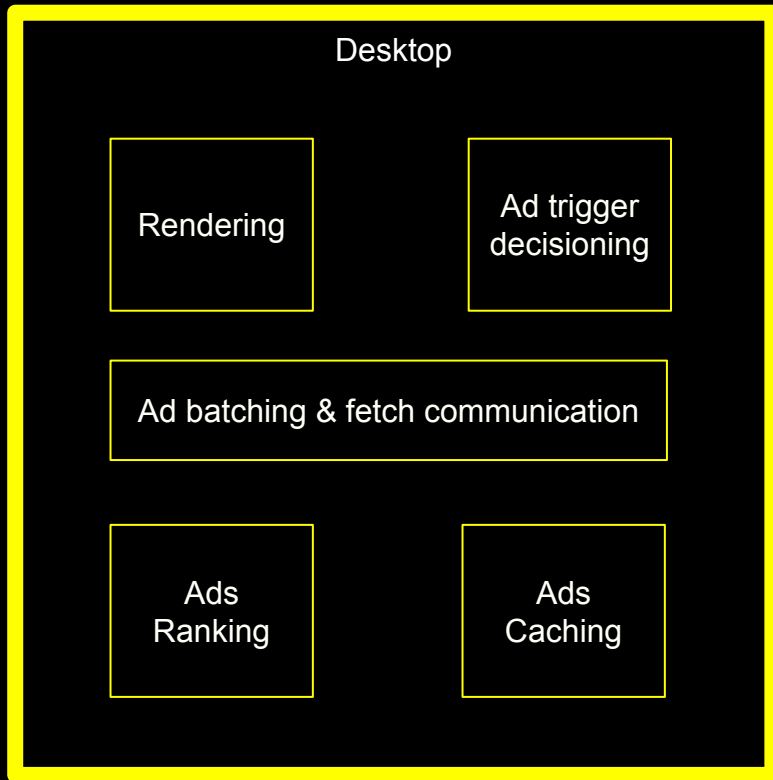 Desktop
Rendering
Ad trigger
decisioning
Ad batching & fetch communication
Ads
Ranking
Ads
Caching